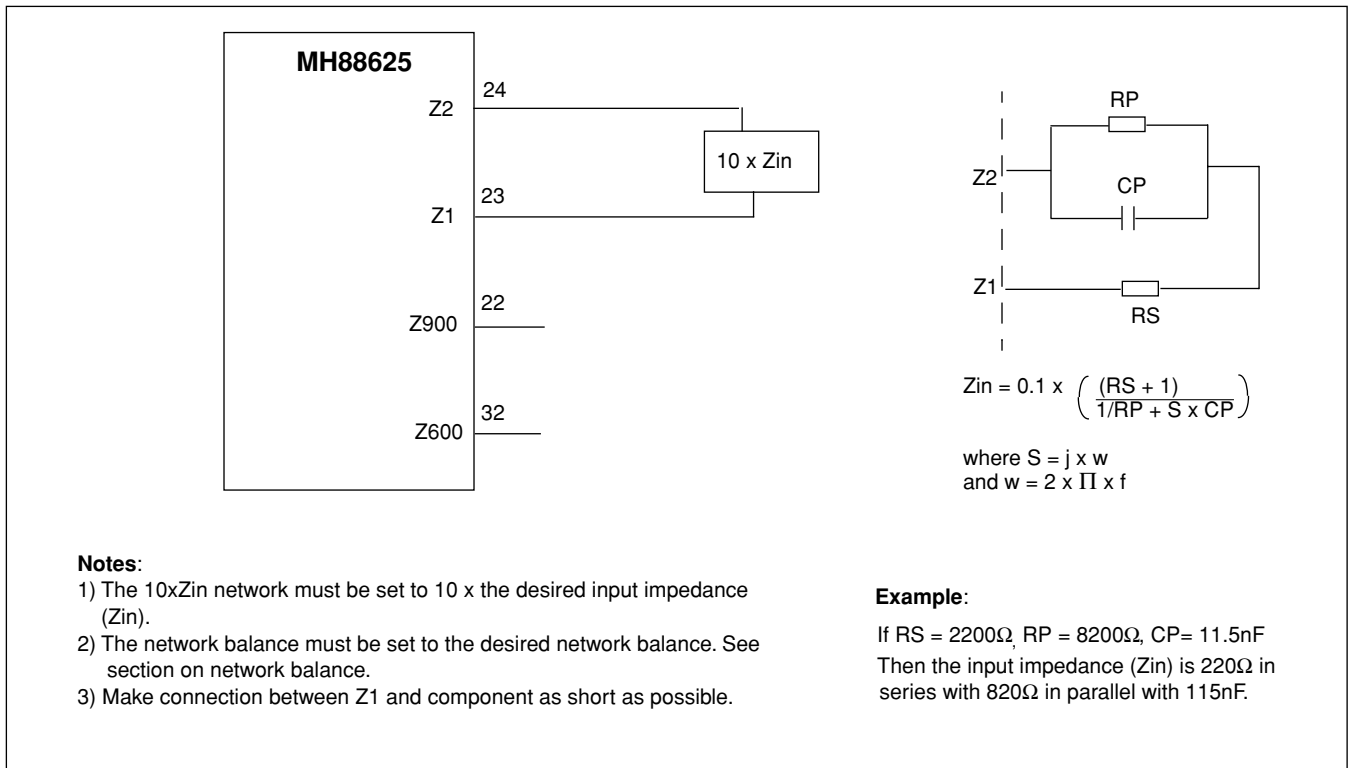 MH88625
Z2
24
10 x Zin
Z1
23
Z900
22
Z600
32
RP
Z2
CP
Z1
RS
Zin = 0.1 x ( (RS + 1)
1/RP + S x CP )
where S = j x w
and w = 2 x Π x f
Notes:
1) The 10xZin network must be set to 10 x the desired input impedance
(Zin).
2) The network balance must be set to the desired network balance. See
section on network balance.
3) Make connection between Z1 and component as short as possible.
Example:
If RS = 2200Ω, RP = 8200Ω, CP= 11.5nF
Then the input impedance (Zin) is 220Ω in
series with 820Ω in parallel with 115nF.